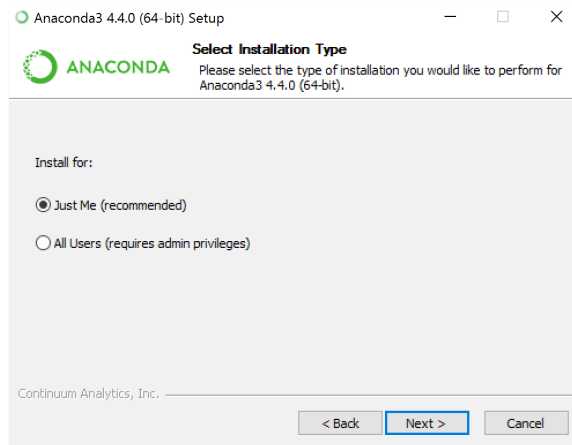 Anaconda3 4.4.0 (64-bit) Setup
ANACONDA
Select Installation Type
Please select the type of installation you would like to perform for
Anaconda3 4.4.0 (64-bit).
Install for:
Just Me (recommended)
All Users (requires admin privileges)
Continuum Analytics, Inc.
< Back
Next >
Cancel